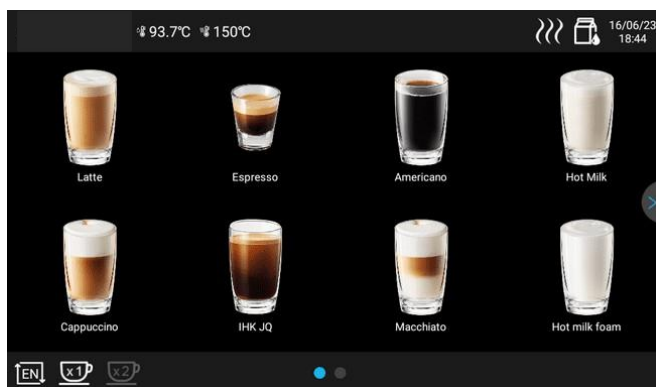 93.7℃ 150℃
16/06/23
18:44
Latte
Espresso
Americano
Hot Milk
Cappuccino
IHK JQ
Macchiato
Hot milk foam
EN
x1
x2